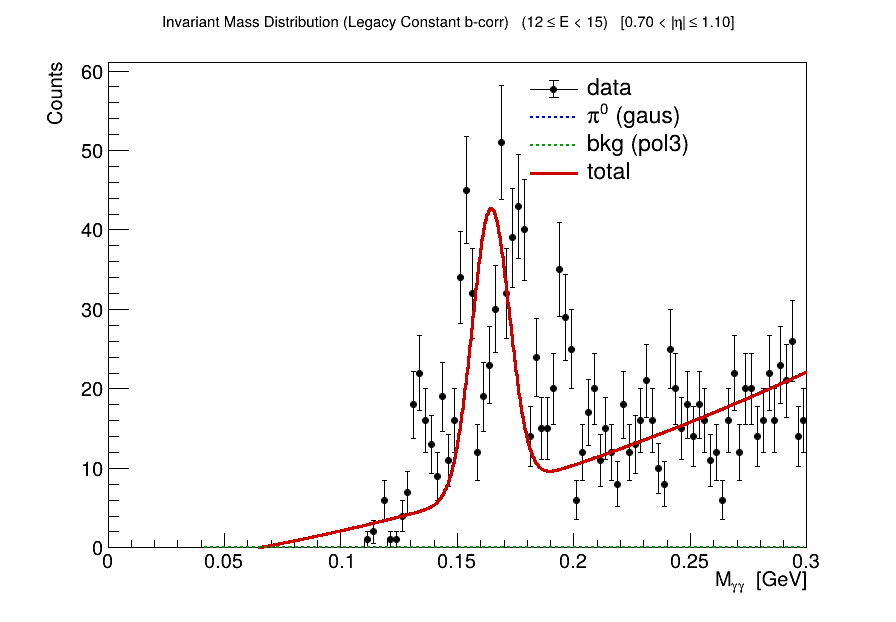 Invariant Mass Distribution (Legacy Constant b-corr) (12 ≤ E < 15) [0.70 < |η| ≤ 1.10]
Counts
60
50
40
30
20
10
0
data
π⁰ (gaus)
bkg (pol3)
total
0 0.05 0.1 0.15 0.2 0.25 0.3
Mγγ [GeV]